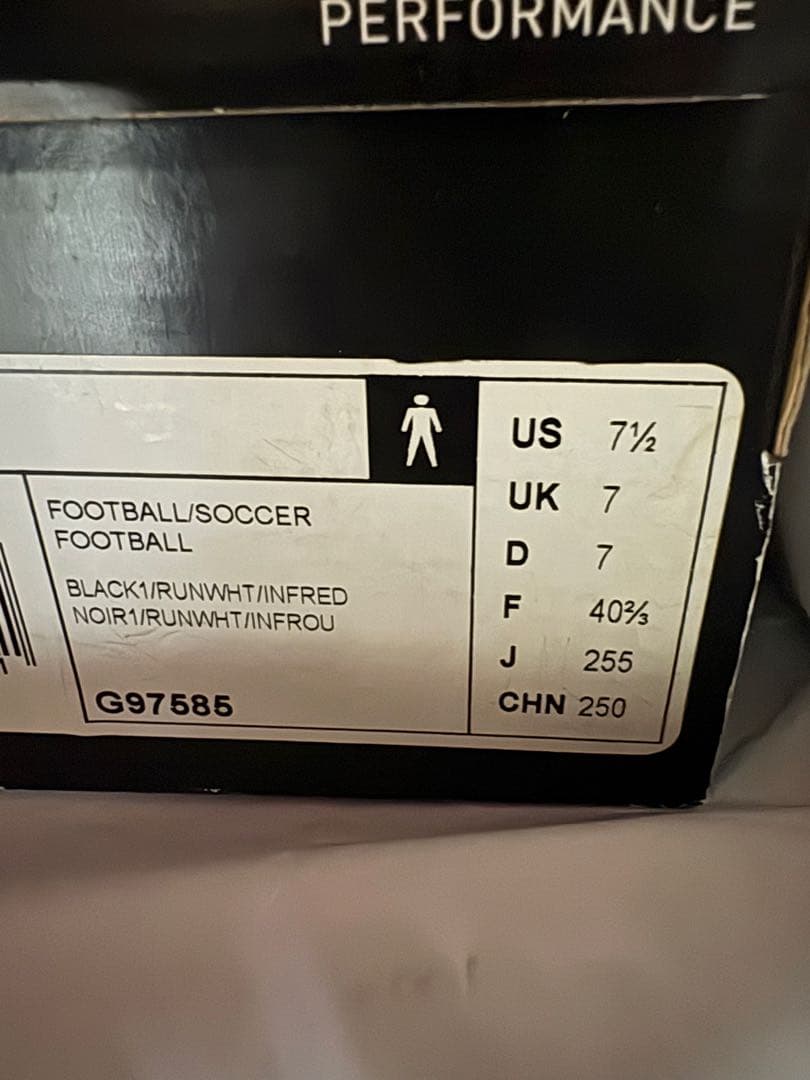 PERFORMANCE
US 7½
UK 7
D 7
F 40⅔
J 255
CHN 250
FOOTBALL/SOCCER
FOOTBALL
BLACK1/RUNWHT/INFRED
NOIR1/RUNWHT/INFROU
G97585